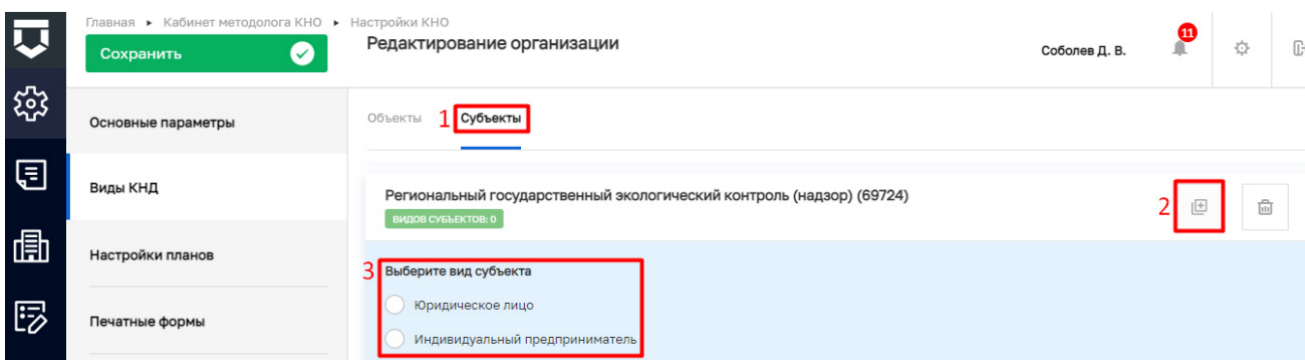 Главная ▸ Кабинет методолога КНО ▸ Настройки КНО
Сохранить
Редактирование организации
Соболев Д. В.
11
Основные параметры
Виды КНД
Настройки планов
Печатные формы
Объекты 1 Субъекты
Региональный государственный экологический контроль (надзор) (69724)
ВИДОВ СУБЪЕКТОВ: 0
2
3 Выберите вид субъекта
Юридическое лицо
Индивидуальный предприниматель